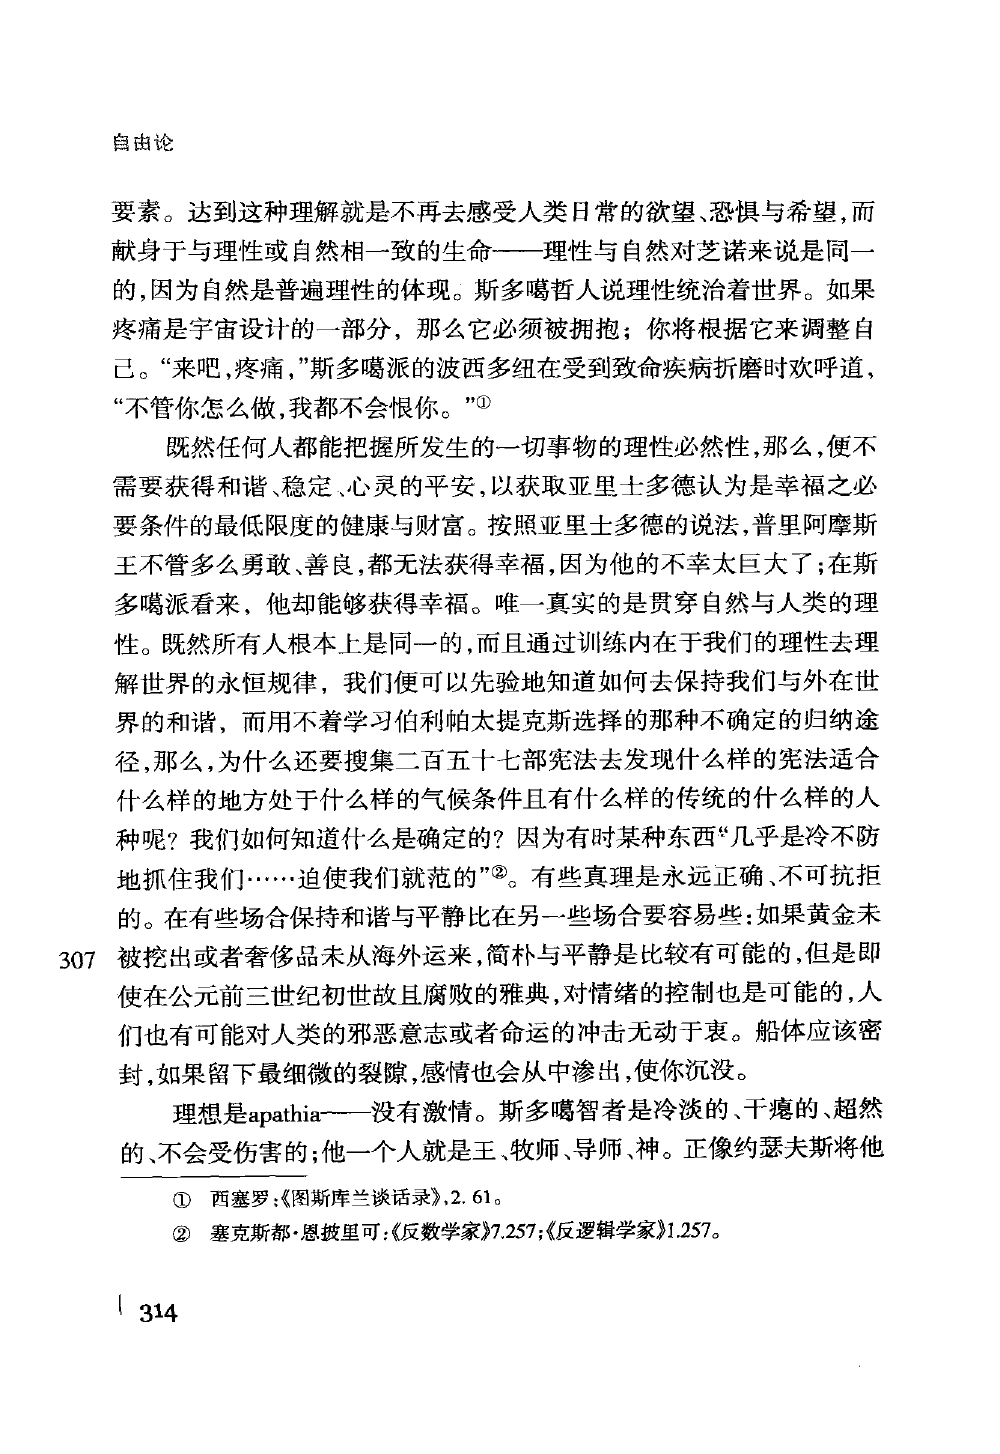 自由论
要素。达到这种理解就是不再去感受人类日常的欲望、恐惧与希望,而
献身于与理性或自然相一致的生命——理性与自然对芝诺来说是同一
的,因为自然是普遍理性的体现。斯多噶哲人说理性统治着世界。如果
疼痛是宇宙设计的一部分，那么它必须被拥抱；你将根据它来调整自
己。“来吧,疼痛,”斯多噶派的波西多纽在受到致命疾病折磨时欢呼道，
“不管你怎么做,我都不会恨你。”①
既然任何人都能把握所发生的一切事物的理性必然性,那么,便不
需要获得和谐、稳定、心灵的平安,以获取亚里士多德认为是幸福之必
要条件的最低限度的健康与财富。按照亚里士多德的说法,普里阿摩斯
王不管多么勇敢、善良,都无法获得幸福,因为他的不幸太巨大了;在斯
多噶派看来，他却能够获得幸福。唯一真实的是贯穿自然与人类的理
性。既然所有人根本上是同一的,而且通过训练内在于我们的理性去理
解世界的永恒规律，我们便可以先验地知道如何去保持我们与外在世
界的和谐，而用不着学习伯利帕太提克斯选择的那种不确定的归纳途
径,那么,为什么还要搜集二百五十七部宪法去发现什么样的宪法适合
什么样的地方处于什么样的气候条件且有什么样的传统的什么样的人
种呢？我们如何知道什么是确定的？因为有时某种东西“几乎是冷不防
地抓住我们……迫使我们就范的”②。有些真理是永远正确、不可抗拒
的。在有些场合保持和谐与平静比在另一些场合要容易些:如果黄金未
307 被挖出或者奢侈品未从海外运来,简朴与平静是比较有可能的,但是即
使在公元前三世纪初世故且腐败的雅典,对情绪的控制也是可能的,人
们也有可能对人类的邪恶意志或者命运的冲击无动于衷。船体应该密
封,如果留下最细微的裂隙,感情也会从中渗出,使你沉没。
理想是apathia——没有激情。斯多噶智者是冷淡的、干瘪的、超然
的、不会受伤害的;他一个人就是王、牧师、导师、神。正像约瑟夫斯将他
① 西塞罗:《图斯库兰谈话录》,2. 61。
② 塞克斯都·恩披里可:《反数学家》7.257;《反逻辑学家》1.257。
314